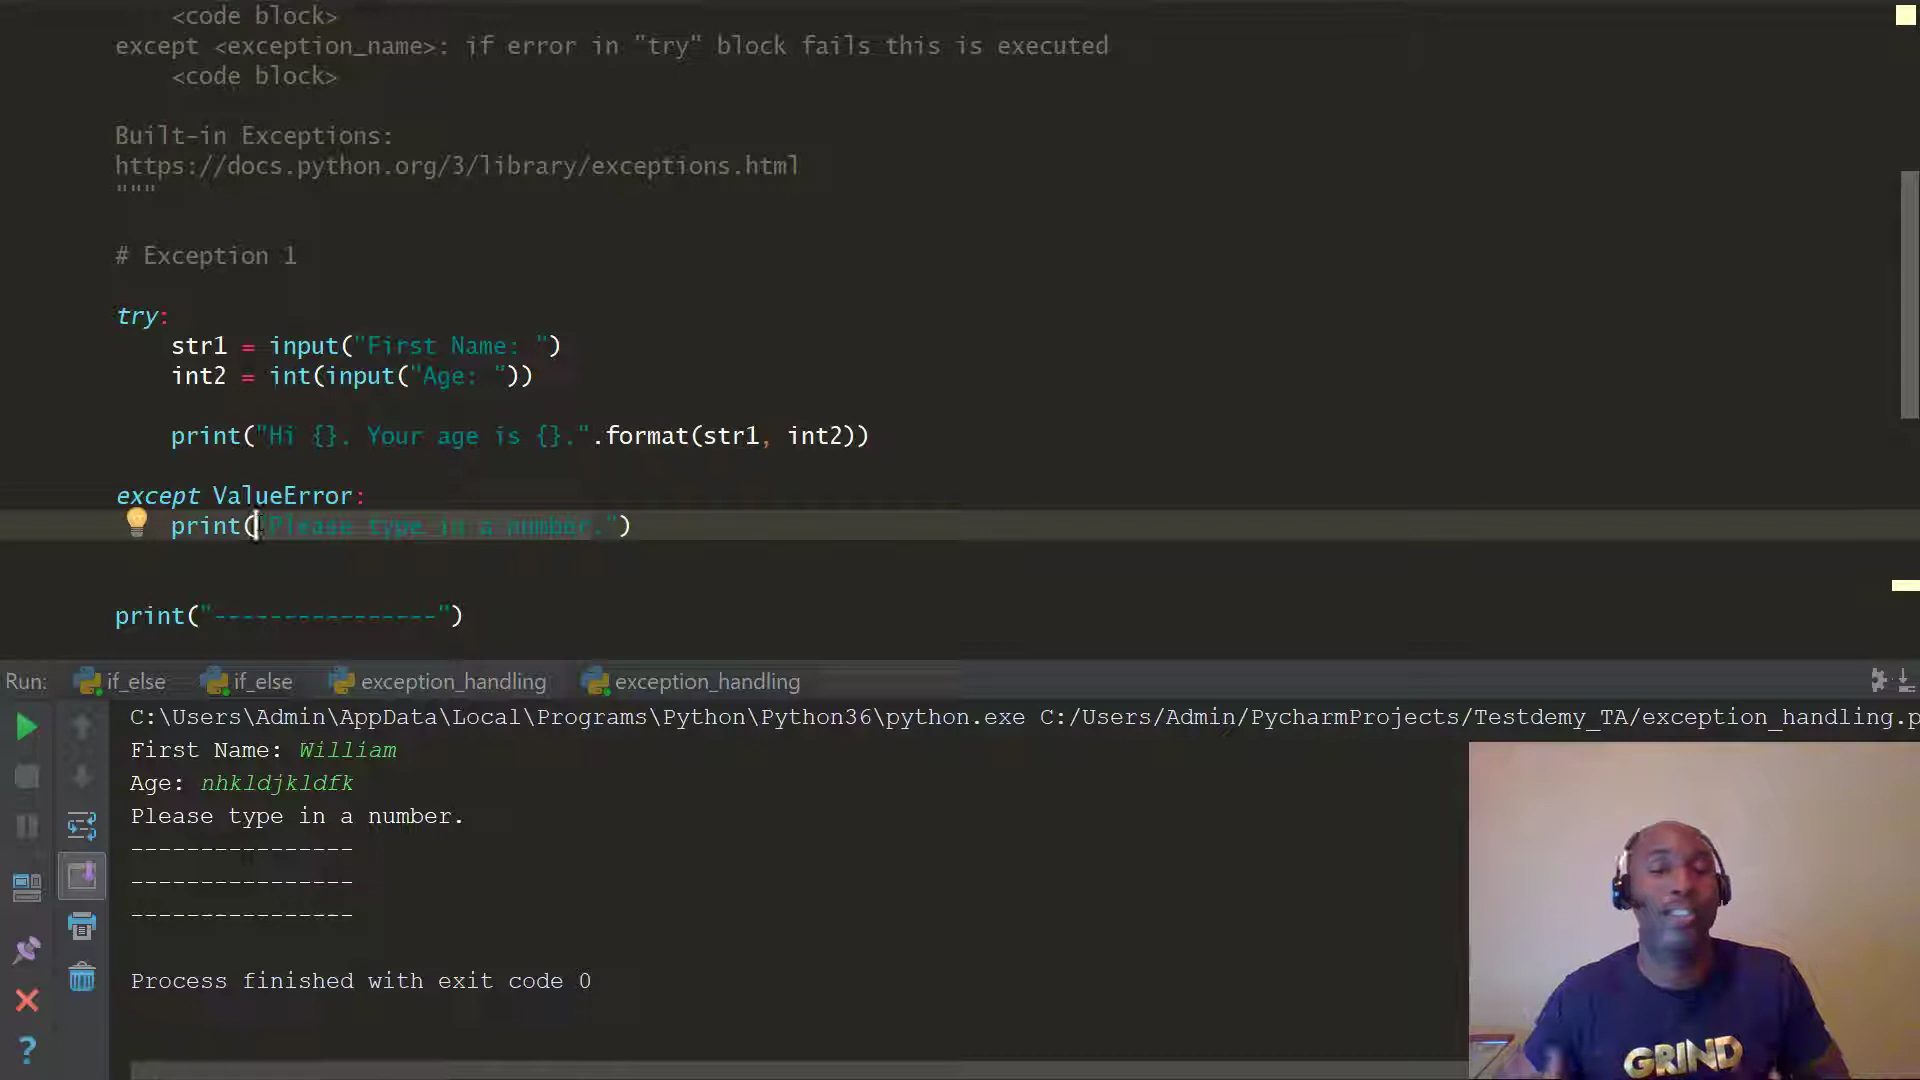 <code block>
except <exception_name>: if error in "try" block fails this is executed
<code block>
Built-in Exceptions:
https://docs.python.org/3/library/exceptions.html
"""
# Exception 1
try:
str1 = input("First Name: ")
int2 = int(input("Age: "))
print("Hi {}. Your age is {}.".format(str1, int2))
except ValueError:
print("Please type in a number.")
print("----------------")
Run: if_else if_else exception_handling exception_handling
C:\Users\Admin\AppData\Local\Programs\Python\Python36\python.exe C:/Users/Admin/PycharmProjects/Testdemy_TA/exception_handling.p
First Name: William
Age: nhkldjkldfk
Please type in a number.
----------------
----------------
----------------
Process finished with exit code 0
?
GRIND